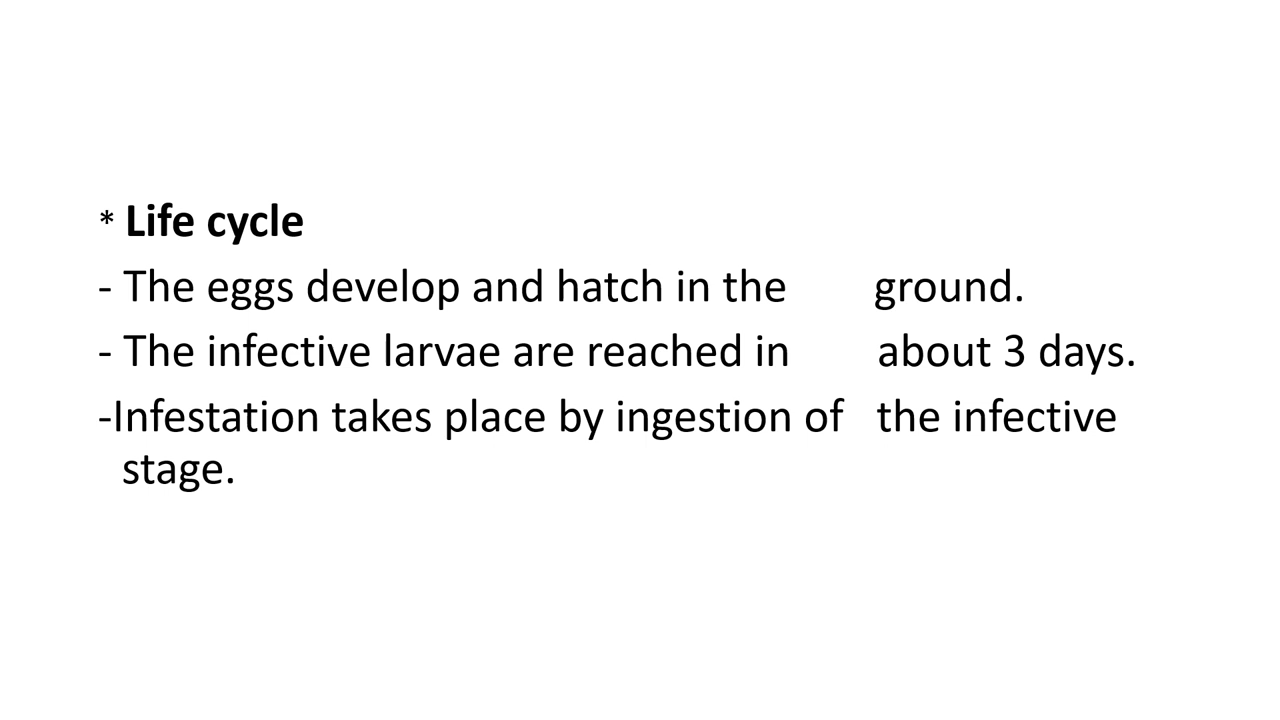 * Life cycle
- The eggs develop and hatch in the ground.
- The infective larvae are reached in about 3 days.
-Infestation takes place by ingestion of the infective
stage.